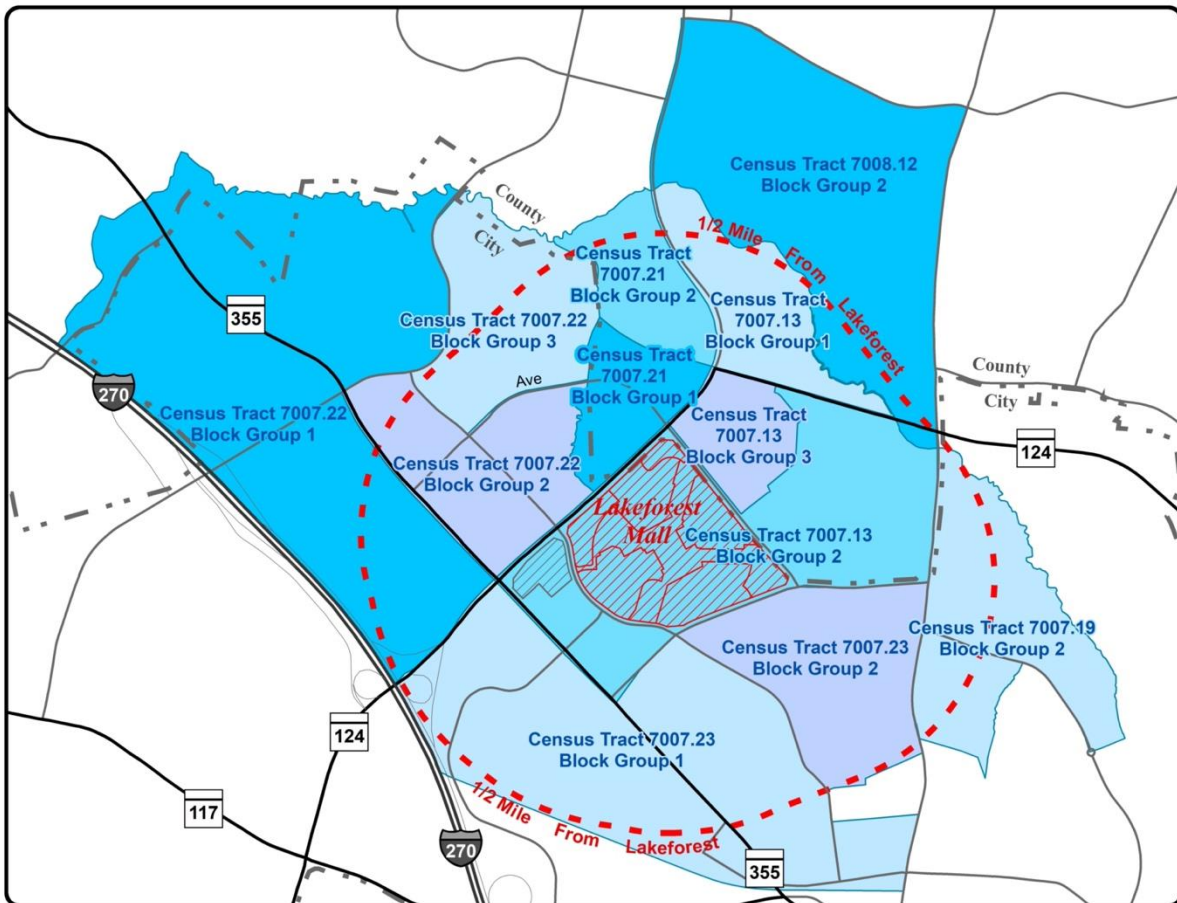 Census Tract 7008.12
Block Group 2
County
City
1/2 Mile From Lakeforest
Census Tract
7007.21
Block Group 2
Census Tract
7007.13
Block Group 1
355
Census Tract 7007.22
Block Group 3
Census Tract
7007.21
Block Group 1
County
City
Ave
270
Census Tract 7007.22
Block Group 1
Census Tract
7007.13
Block Group 3
124
Census Tract 7007.22
Block Group 2
Lakeforest
Mall
Census Tract 7007.13
Block Group 2
Census Tract 7007.19
Block Group 2
Census Tract 7007.23
Block Group 2
124
Census Tract 7007.23
Block Group 1
117
1/2 Mile From Lakeforest
270
355